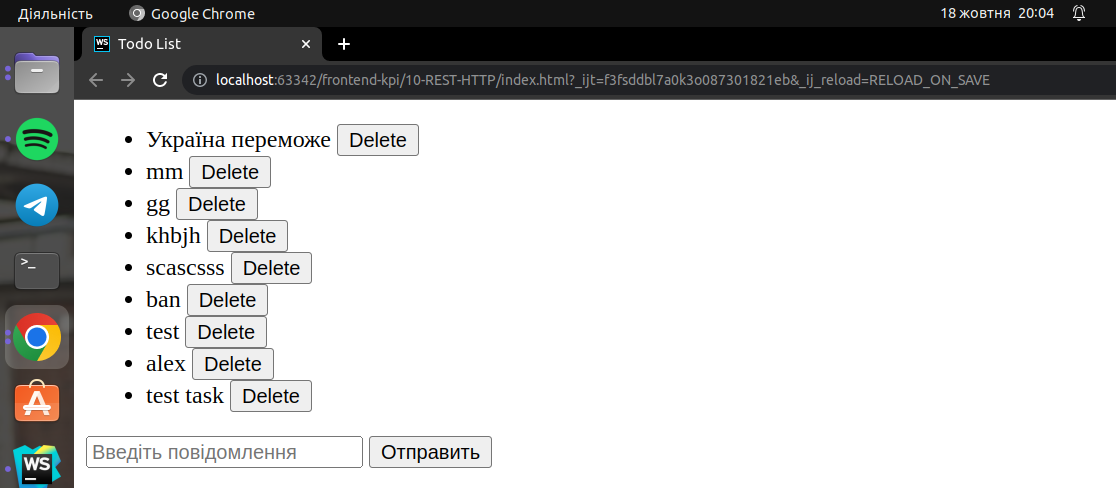 Діяльність Google Chrome 18 жовтня 20:04
WS Todo List
localhost:63342/frontend-kpi/10-REST-HTTP/index.html?_ijt=f3fsddbl7a0k3o087301821eb&_ij_reload=RELOAD_ON_SAVE
Україна переможе Delete
mm Delete
gg Delete
khbjh Delete
scascsss Delete
ban Delete
test Delete
alex Delete
test task Delete
Введіть повідомлення Отправить
>_
WS